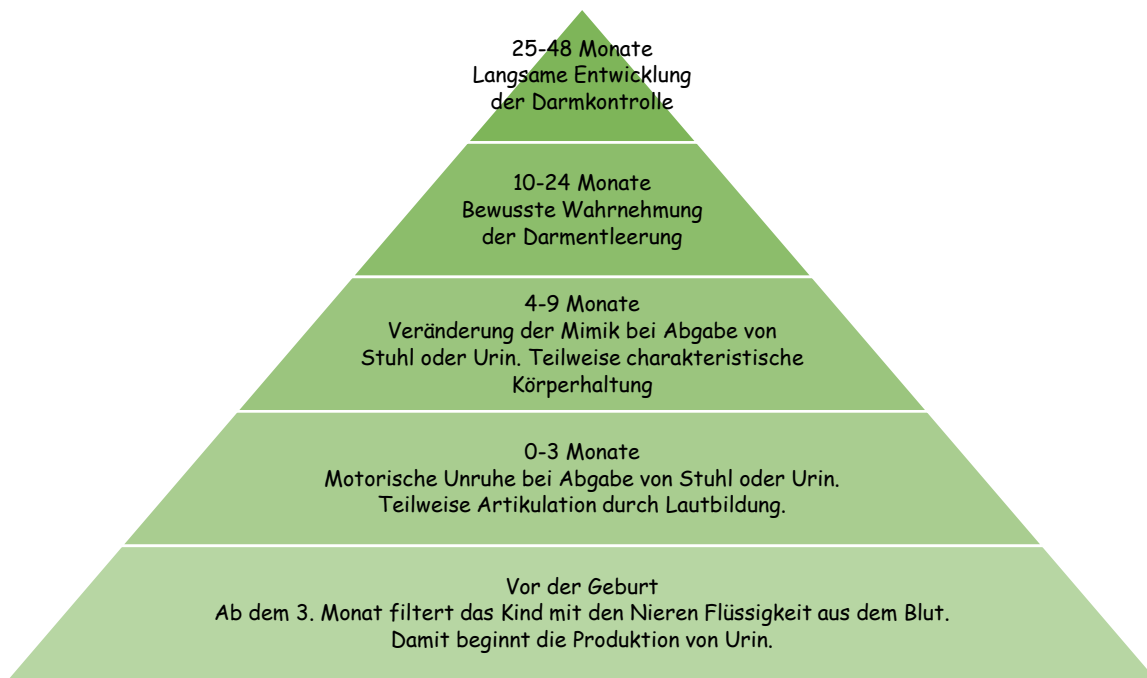 25-48 Monate
Langsame Entwicklung
der Darmkontrolle
10-24 Monate
Bewusste Wahrnehmung
der Darmentleerung
4-9 Monate
Veränderung der Mimik bei Abgabe von
Stuhl oder Urin. Teilweise charakteristische
Körperhaltung
0-3 Monate
Motorische Unruhe bei Abgabe von Stuhl oder Urin.
Teilweise Artikulation durch Lautbildung.
Vor der Geburt
Ab dem 3. Monat filtert das Kind mit den Nieren Flüssigkeit aus dem Blut.
Damit beginnt die Produktion von Urin.